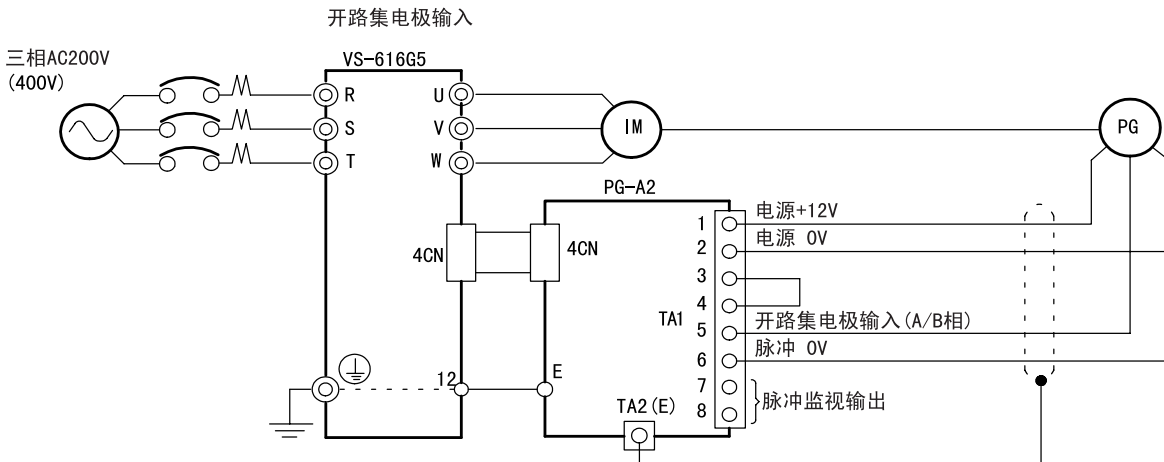 开路集电极输入
三相AC200V
(400V)
VS-616G5
R
S
T
U
V
W
IM
PG
PG-A2
4CN
4CN
TA1
1
2
3
4
5
6
7
8
电源+12V
电源 0V
开路集电极输入(A/B相)
脉冲 0V
脉冲监视输出
12
E
TA2(E)